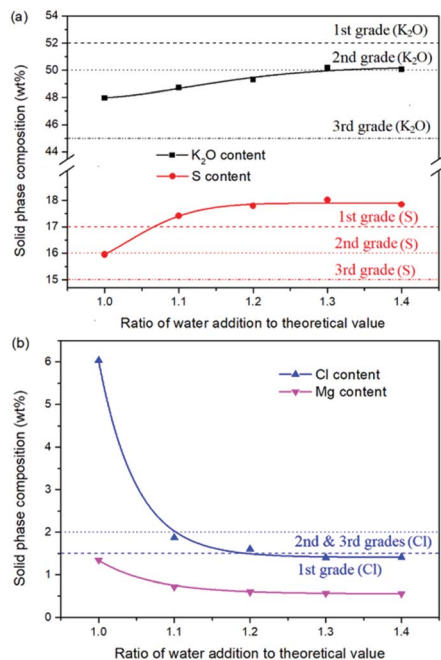 (a)
1st grade (K2O)
2nd grade (K2O)
3rd grade (K2O)
Solid phase composition (wt%)
52
50
48
46
44
18
17
16
15
K2O content
S content
1st grade (S)
2nd grade (S)
3rd grade (S)
1.0 1.1 1.2 1.3 1.4
Ratio of water addition to theoretical value
(b)
Solid phase composition (wt%)
6
5
4
3
2
1
0
Cl content
Mg content
2nd & 3rd grades (Cl)
1st grade (Cl)
1.0 1.1 1.2 1.3 1.4
Ratio of water addition to theoretical value